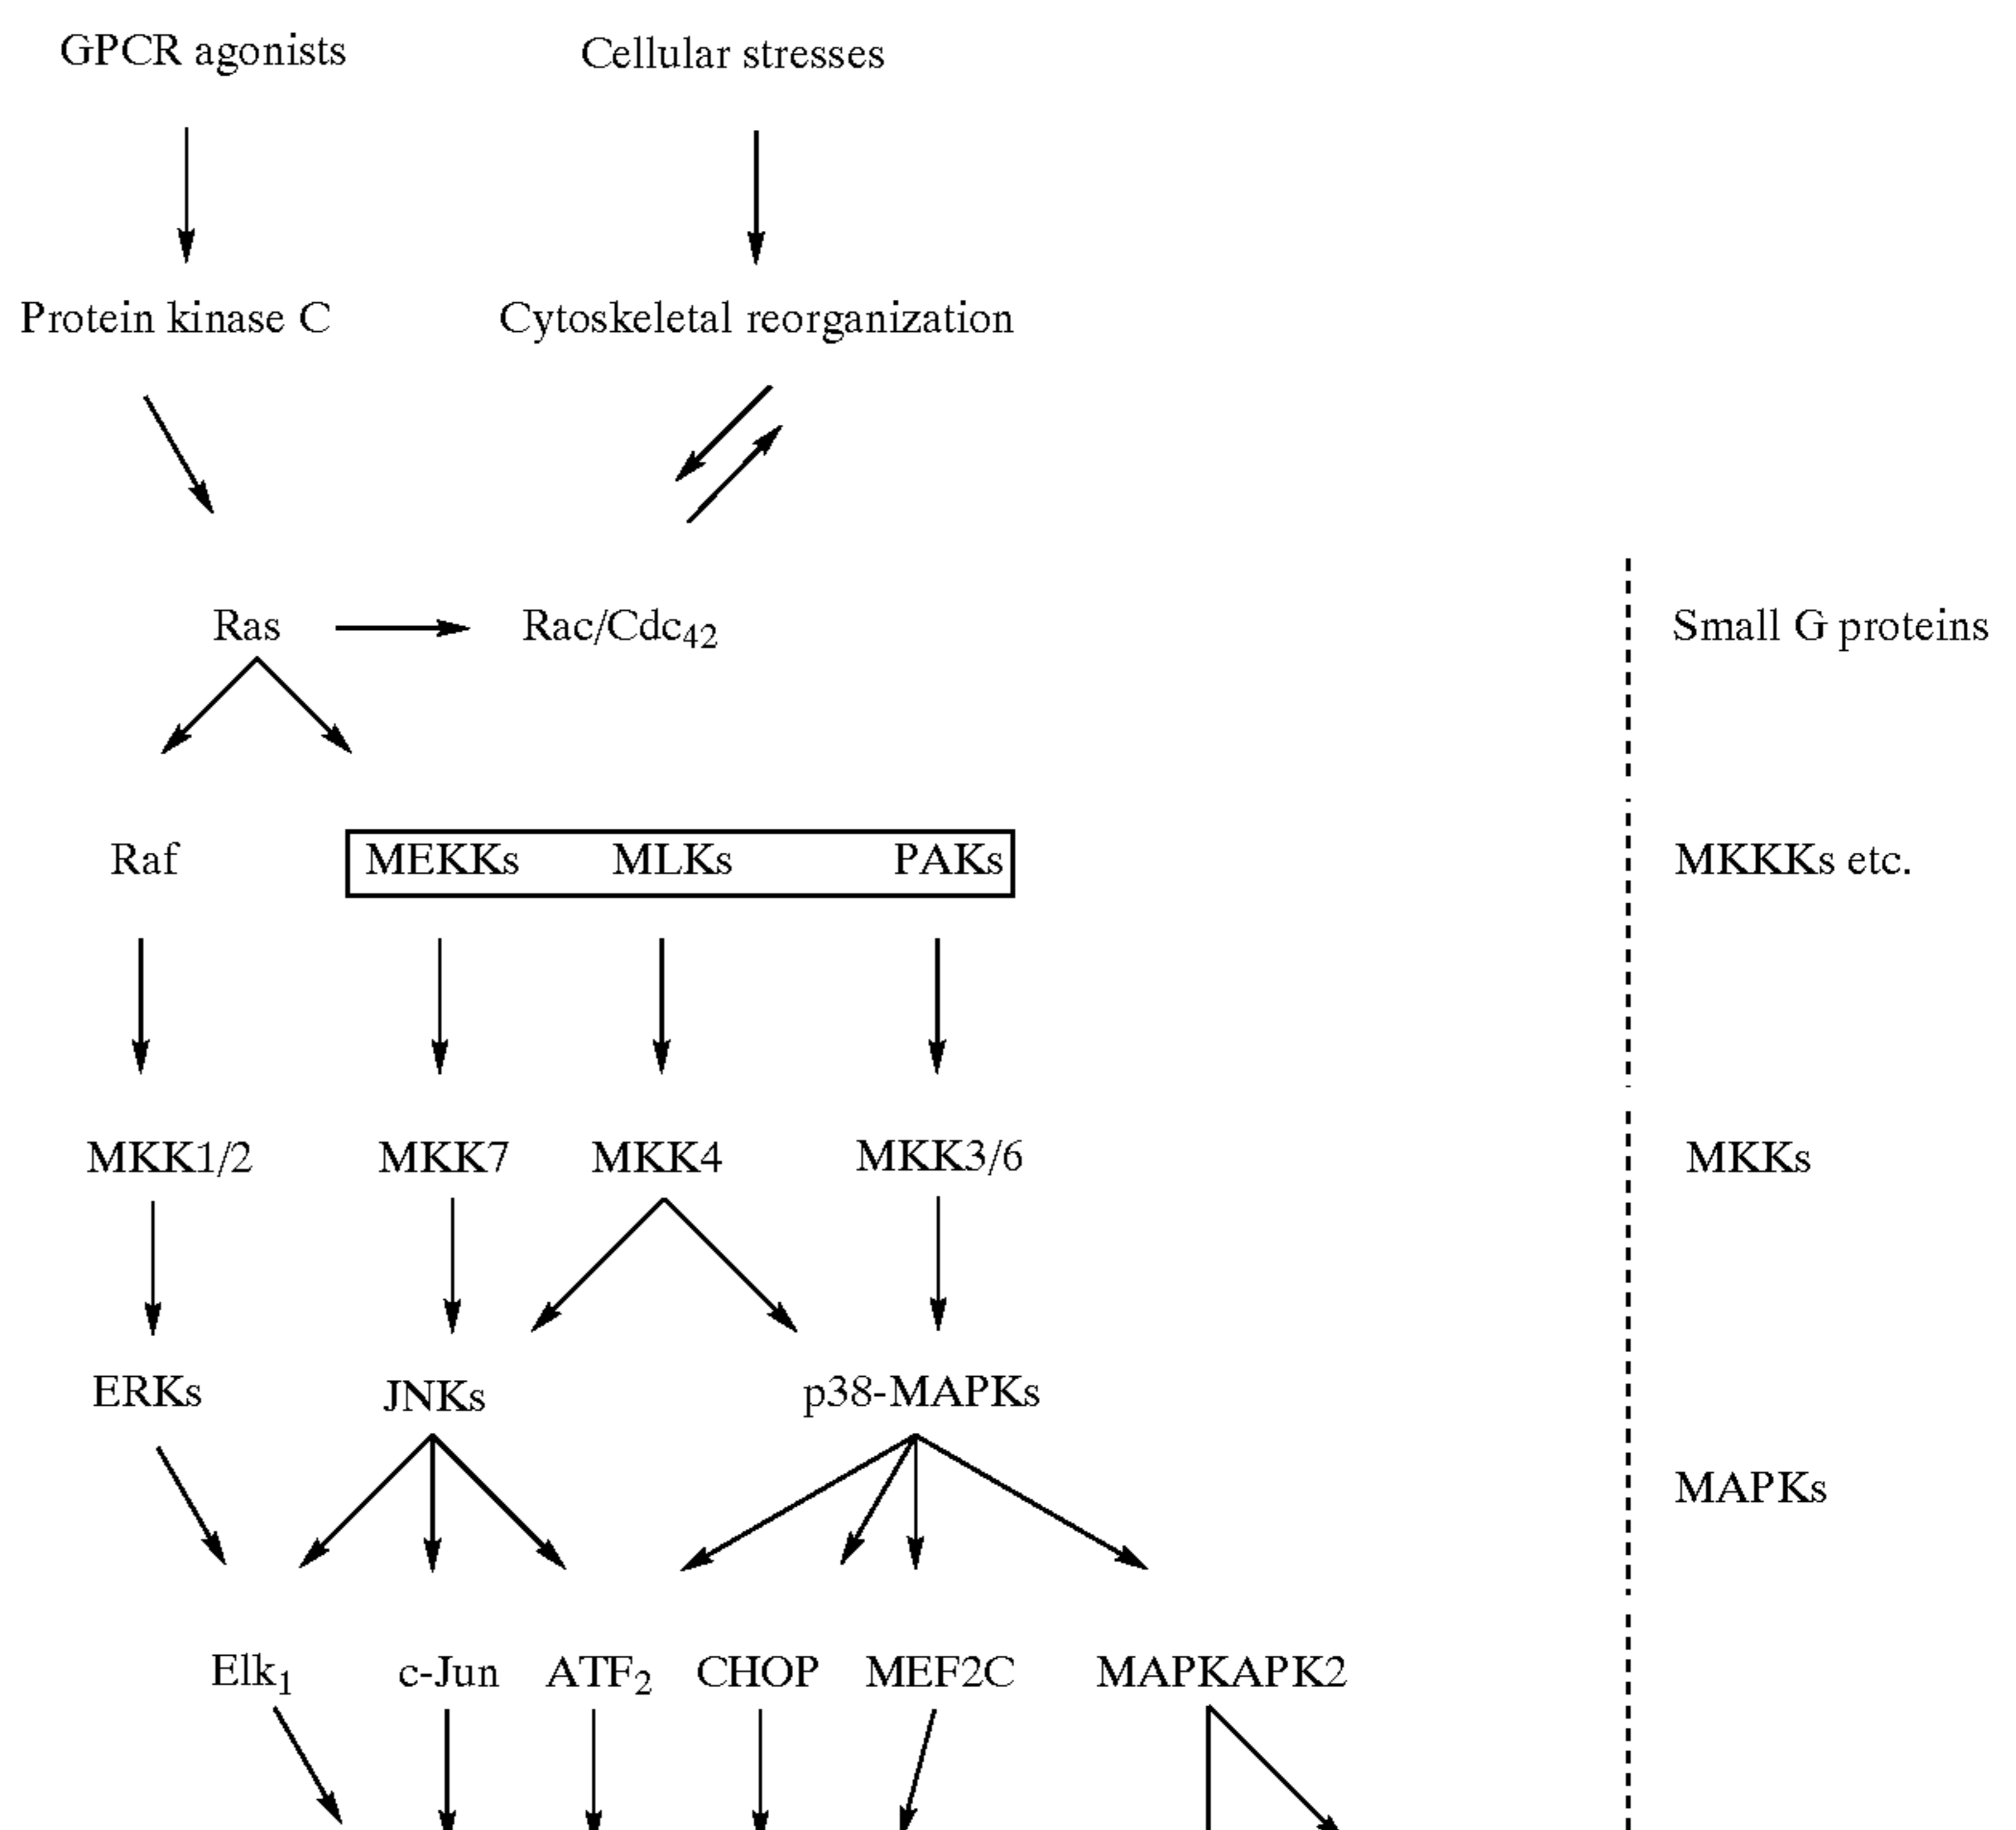 GPCR agonists Cellular stresses
Protein kinase C Cytoskeletal reorganization
Ras Rac/Cdc42 Small G proteins
Raf MEKKs MLKs PAKs MKKKs etc.
MKK1/2 MKK7 MKK4 MKK3/6 MKKs
ERKs JNKs p38-MAPKs
MAPKs
Elk1 c-Jun ATF2 CHOP MEF2C MAPKAPK2